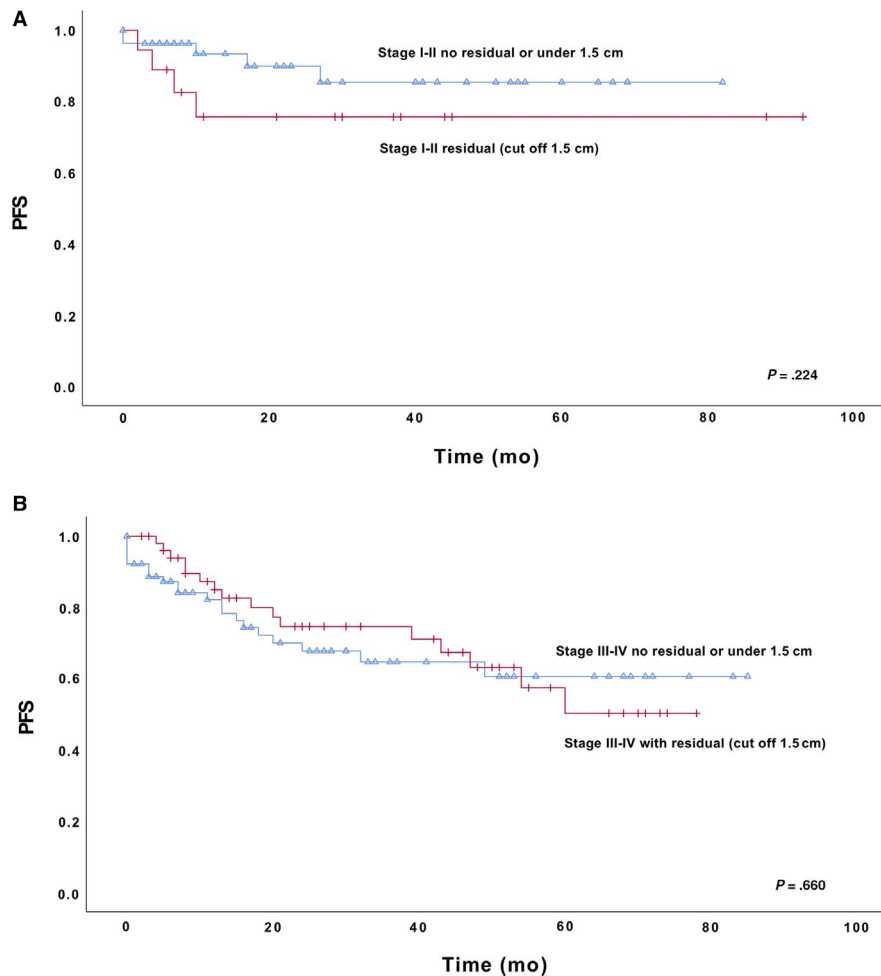 A
1.0
Stage I-II no residual or under 1.5 cm
0.8
Stage I-II residual (cut off 1.5 cm)
0.6
PFS
0.4
0.2
P = .224
0.0
0 20 40 60 80 100
Time (mo)
B
1.0
0.8
Stage III-IV no residual or under 1.5 cm
0.6
PFS
Stage III-IV with residual (cut off 1.5 cm)
0.4
0.2
P = .660
0.0
0 20 40 60 80 100
Time (mo)